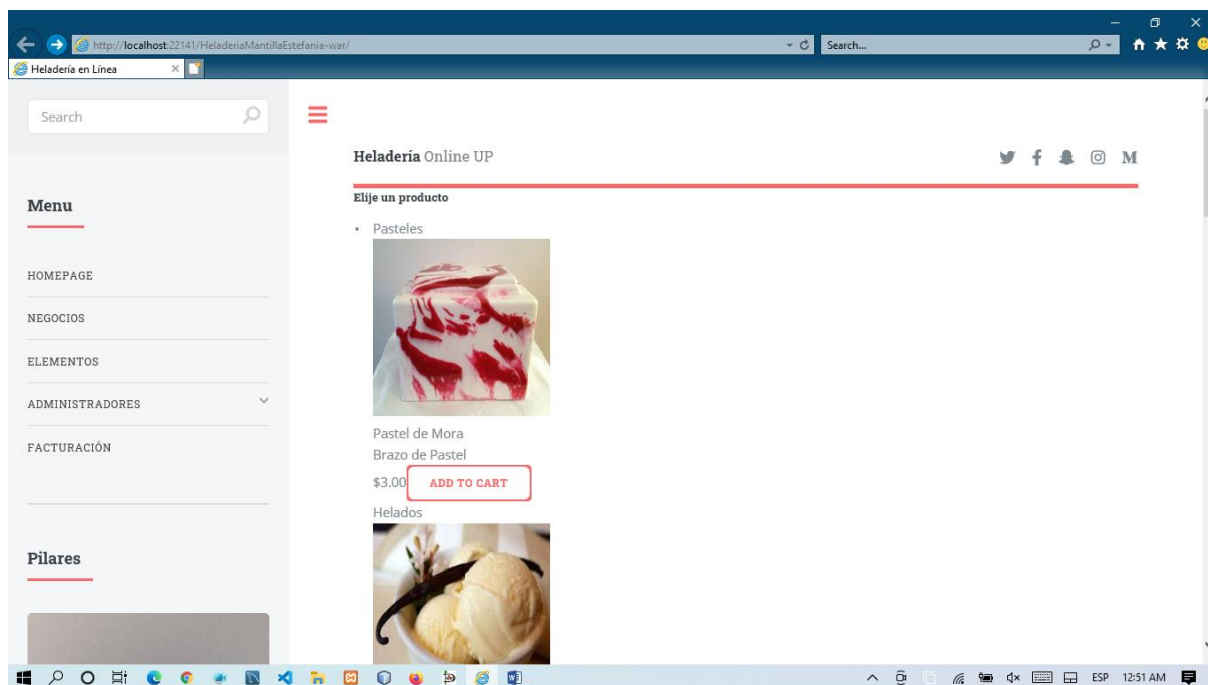 http://localhost:22141/HeladeriaMantillaEstefania-war/
Search...
Heladería en Línea
Search
Heladería Online UP
Elije un producto
Menu
HOMEPAGE
NEGOCIOS
ELEMENTOS
ADMINISTRADORES
FACTURACIÓN
Pilares
• Pasteles
Pastel de Mora
Brazo de Pastel
$3.00 ADD TO CART
Helados
ESP 12:51 AM